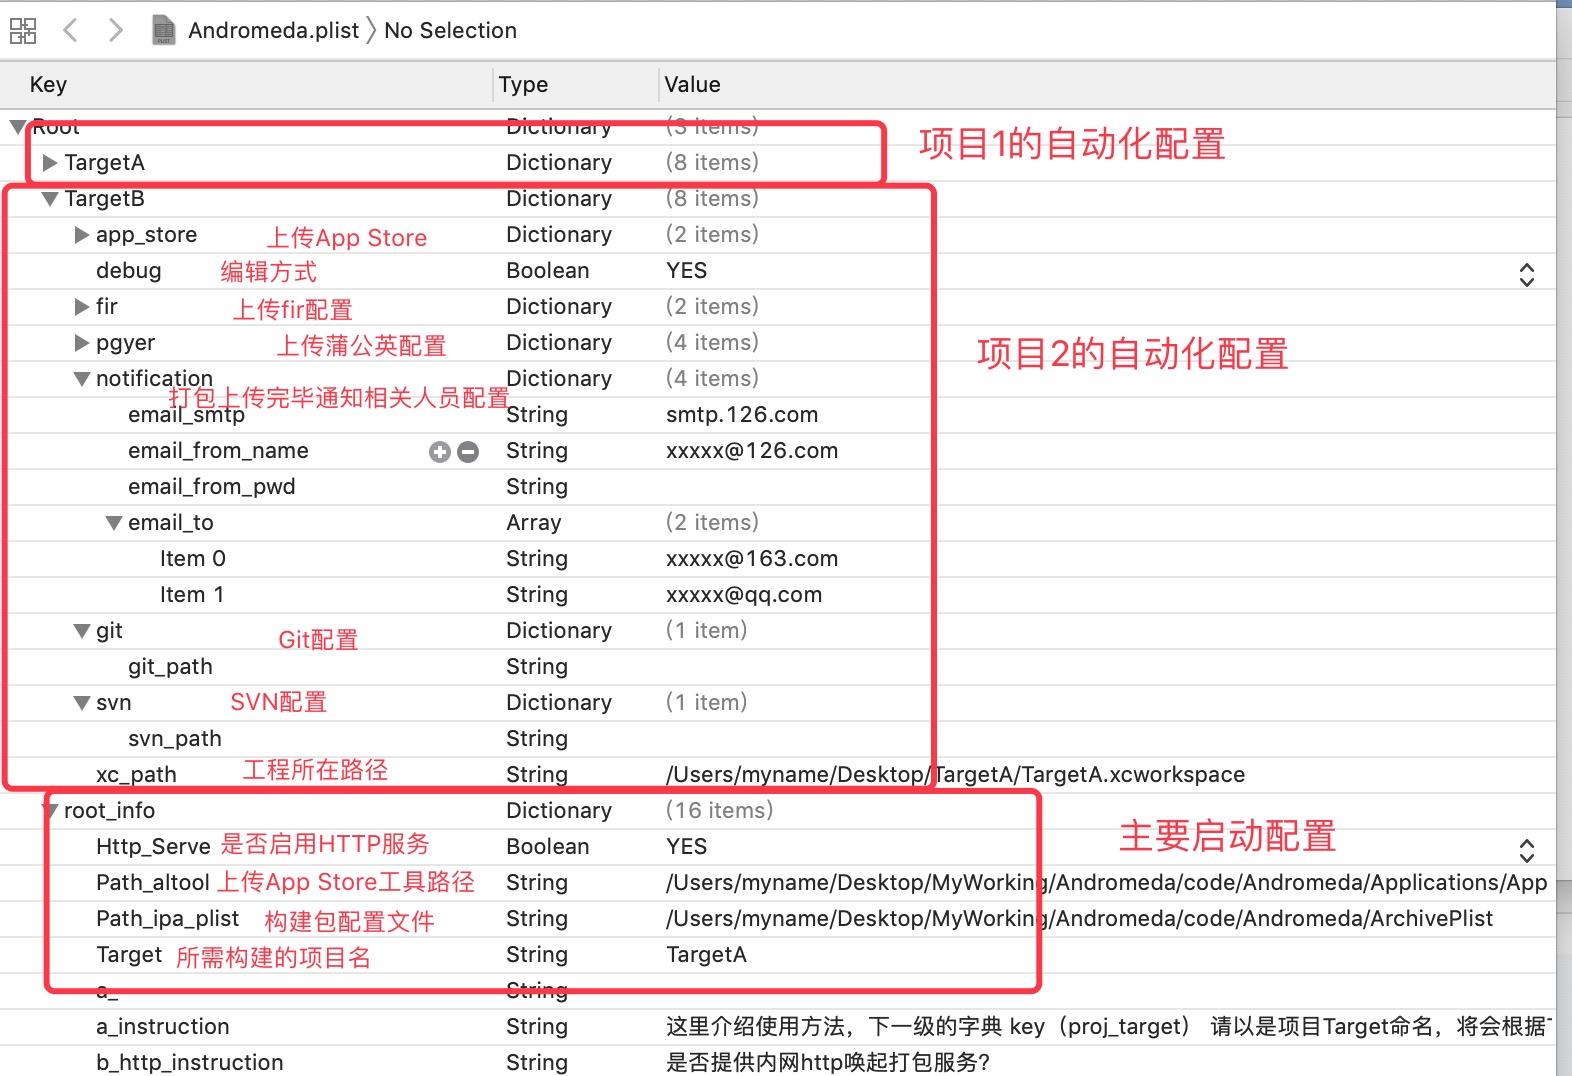 Andromeda.plist 〉 No Selection
Key Type Value
Root Dictionary (3 items)
项目1的自动化配置
TargetA Dictionary (8 items)
TargetB Dictionary (8 items)
app_store 上传App Store Dictionary (2 items)
debug 编辑方式 Boolean YES
fir 上传fir配置 Dictionary (2 items)
pgyer 上传蒲公英配置 Dictionary (4 items)
项目2的自动化配置
notification Dictionary (4 items)
打包上传完毕通知相关人员配置
email_smtp String smtp.126.com
email_from_name String xxxxx@126.com
email_from_pwd String
email_to Array (2 items)
Item 0 String xxxxx@163.com
Item 1 String xxxxx@qq.com
git Git配置 Dictionary (1 item)
git_path String
svn SVN配置 Dictionary (1 item)
svn_path String
xc_path 工程所在路径 String /Users/myname/Desktop/TargetA/TargetA.xcworkspace
root_info Dictionary (16 items)
主要启动配置
Http_Serve 是否启用HTTP服务 Boolean YES
Path_altool 上传App Store工具路径 String /Users/myname/Desktop/MyWorking/Andromeda/code/Andromeda/Applications/App
Path_ipa_plist 构建包配置文件 String /Users/myname/Desktop/MyWorking/Andromeda/code/Andromeda/ArchivePlist
Target 所需构建的项目名 String TargetA
a_ String
a_instruction String 这里介绍使用方法，下一级的字典 key（proj_target） 请以是项目Target命名，将会根据
b_http_instruction String 是否提供内网http唤起打包服务?